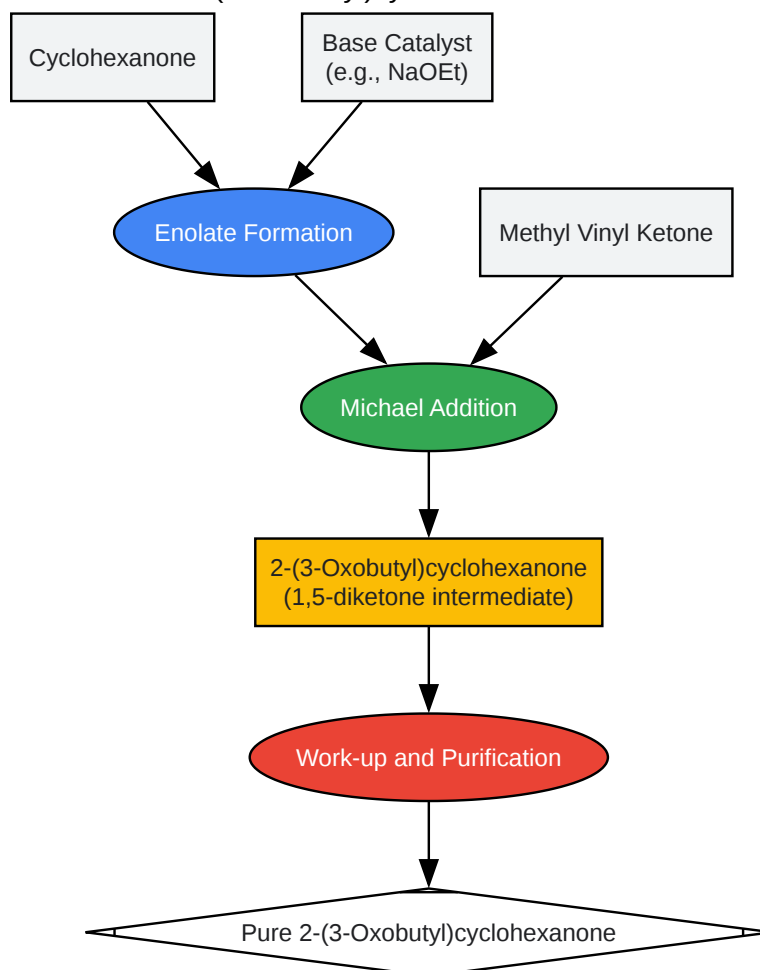 Cyclohexanone
Base Catalyst
(e.g., NaOEt)
Enolate Formation
Methyl Vinyl Ketone
Michael Addition
2-(3-Oxobutyl)cyclohexanone
(1,5-diketone intermediate)
Work-up and Purification
Pure 2-(3-Oxobutyl)cyclohexanone